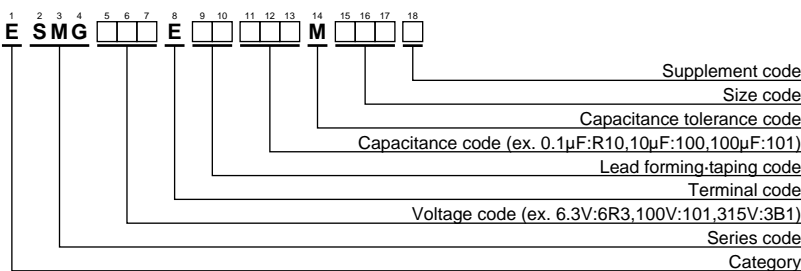 1 2 3 4 5 6 7 8 9 10 11 12 13 14 15 16 17 18
E SMG E M
Supplement code
Size code
Capacitance tolerance code
Capacitance code (ex. 0.1μF:R10,10μF:100,100μF:101)
Lead forming·taping code
Terminal code
Voltage code (ex. 6.3V:6R3,100V:101,315V:3B1)
Series code
Category